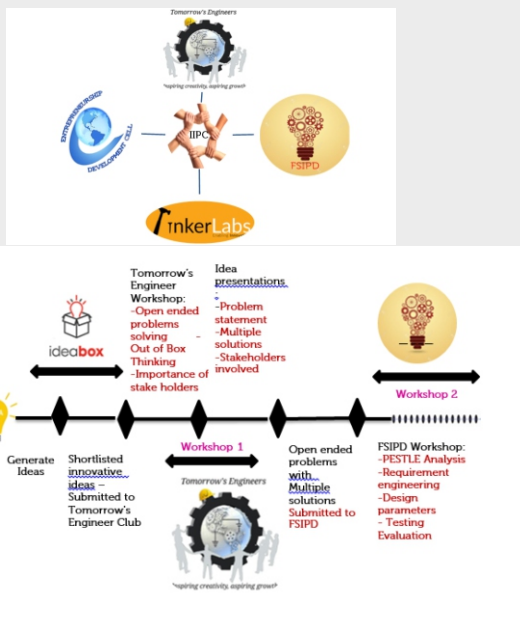 Tomorrow's Engineers
"aspiring creativity, aspiring growth"
ENTREPRENEURSHIP
DEVELOPMENT CELL
IIPC
FSIPD
TinkerLabs
ideabox
Tomorrow's
Engineer
Workshop:
-Open ended
problems
solving -
Out of Box
Thinking
-Importance of
stake holders
Idea
presentations
:
-Problem
statement
-Multiple
solutions
-Stakeholders
involved
Workshop 2
Generate
Ideas
Shortlisted
innovative
ideas –
Submitted to
Tomorrow's
Engineer Club
Workshop 1
Tomorrow's Engineers
"aspiring creativity, aspiring growth"
Open ended
problems
with
Multiple
solutions
Submitted to
FSIPD
FSIPD Workshop:
-PESTLE Analysis
-Requirement
engineering
-Design
parameters
- Testing
Evaluation